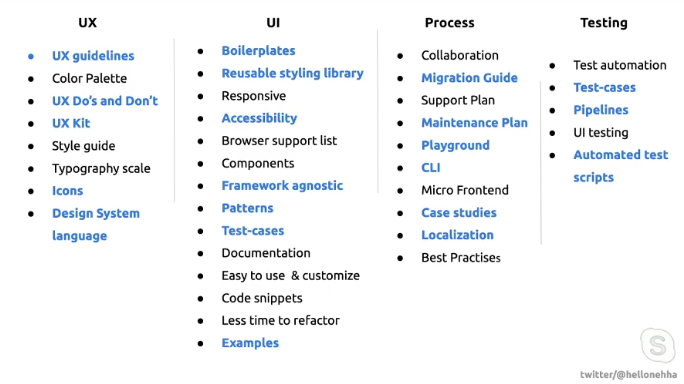 UX
UX guidelines
Color Palette
UX Do's and Don't
UX Kit
Style guide
Typography scale
Icons
Design System
language
UI
Boilerplates
Reusable styling library
Responsive
Accessibility
Browser support list
Components
Framework agnostic
Patterns
Test-cases
Documentation
Easy to use & customize
Code snippets
Less time to refactor
Examples
Process
Collaboration
Migration Guide
Support Plan
Maintenance Plan
Playground
CLI
Micro Frontend
Case studies
Localization
Best Practises
Testing
Test automation
Test-cases
Pipelines
UI testing
Automated test
scripts
twitter/@hellonehha